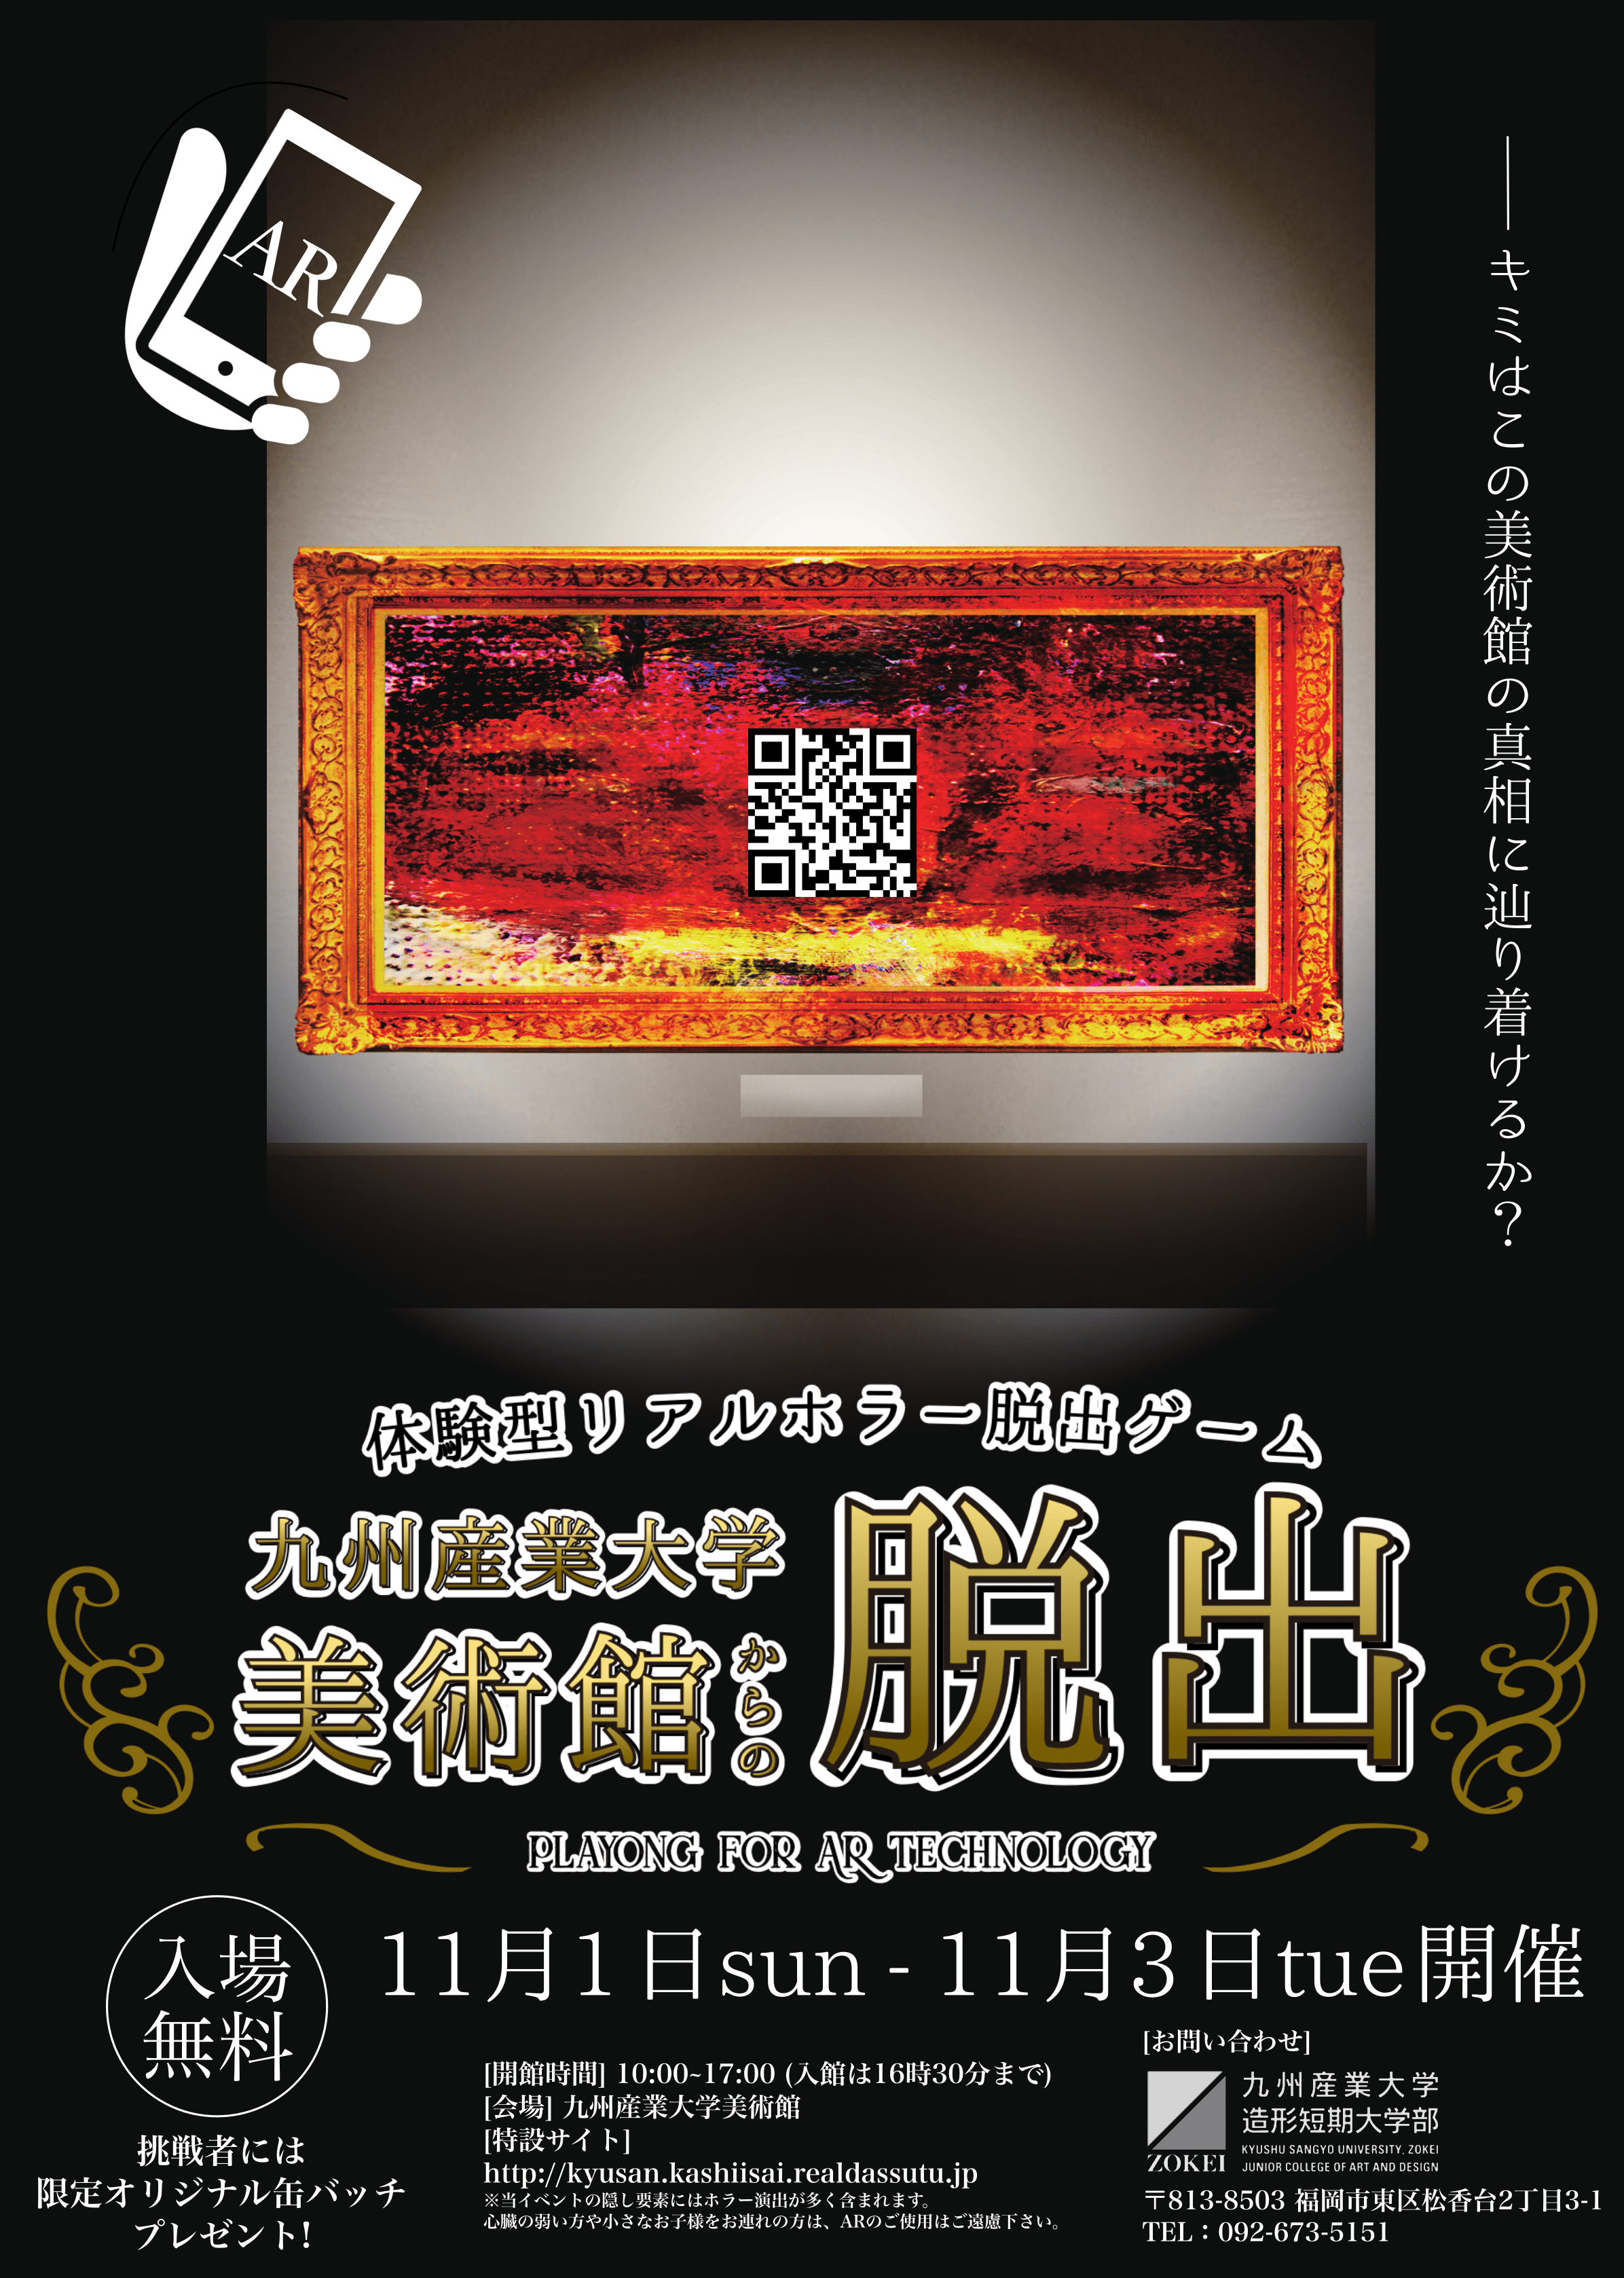 AR
――キミはこの美術館の真相に辿り着けるか？
体験型リアルホラー脱出ゲーム
九州産業大学
美術館からの
脱出
PLAYONG FOR AR TECHNOLOGY
入場
無料
挑戦者には
限定オリジナル缶バッチ
プレゼント!
11月1日sun - 11月3日tue開催
[開館時間] 10:00~17:00 (入館は16時30分まで)
[会場] 九州産業大学美術館
[特設サイト]
http://kyusan.kashiisai.realdassutu.jp
※当イベントの隠し要素にはホラー演出が多く含まれます。
心臓の弱い方や小さなお子様をお連れの方は、ARのご使用はご遠慮下さい。
[お問い合わせ]
ZOKEI
九州産業大学
造形短期大学部
KYUSHU SANGYO UNIVERSITY, ZOKEI
JUNIOR COLLEGE OF ART AND DESIGN
〒813-8503 福岡市東区松香台2丁目3-1
TEL：092-673-5151